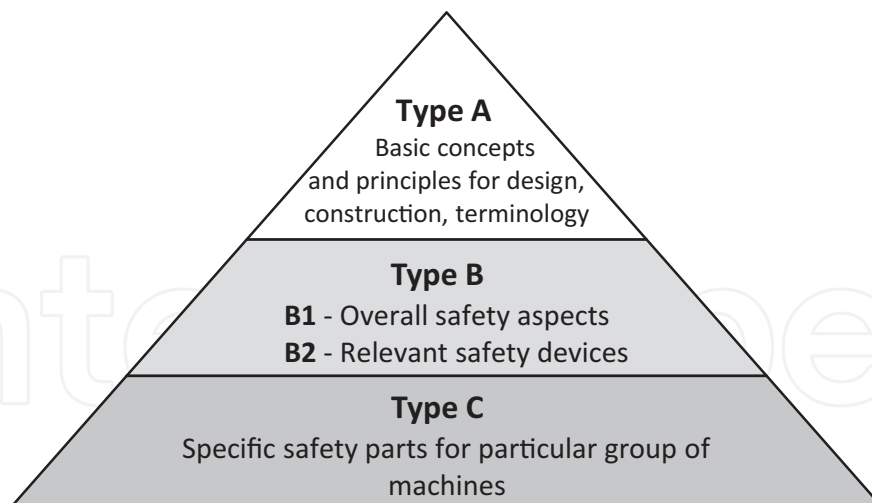 Type A
Basic concepts
and principles for design,
construction, terminology
Type B
B1 - Overall safety aspects
B2 - Relevant safety devices
Type C
Specific safety parts for particular group of
machines